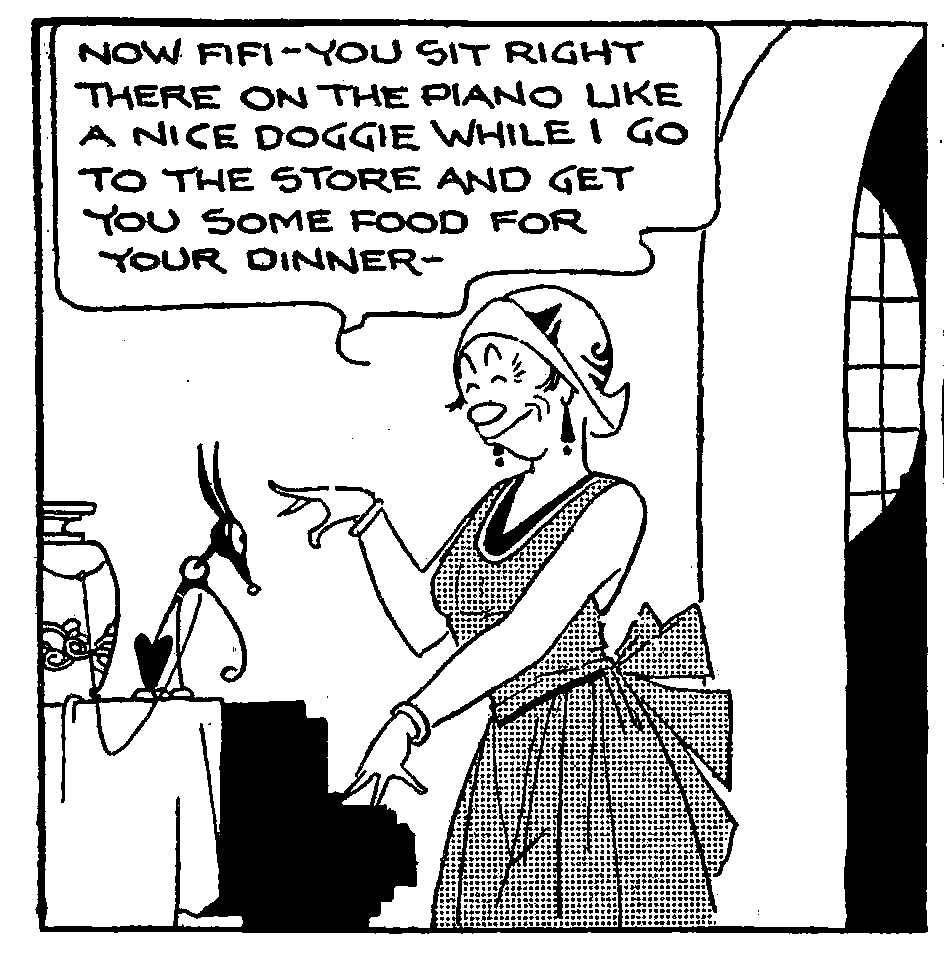 NOW FIFI-YOU SIT RIGHT
THERE ON THE PIANO LIKE
A NICE DOGGIE WHILE I GO
TO THE STORE AND GET
YOU SOME FOOD FOR
YOUR DINNER-